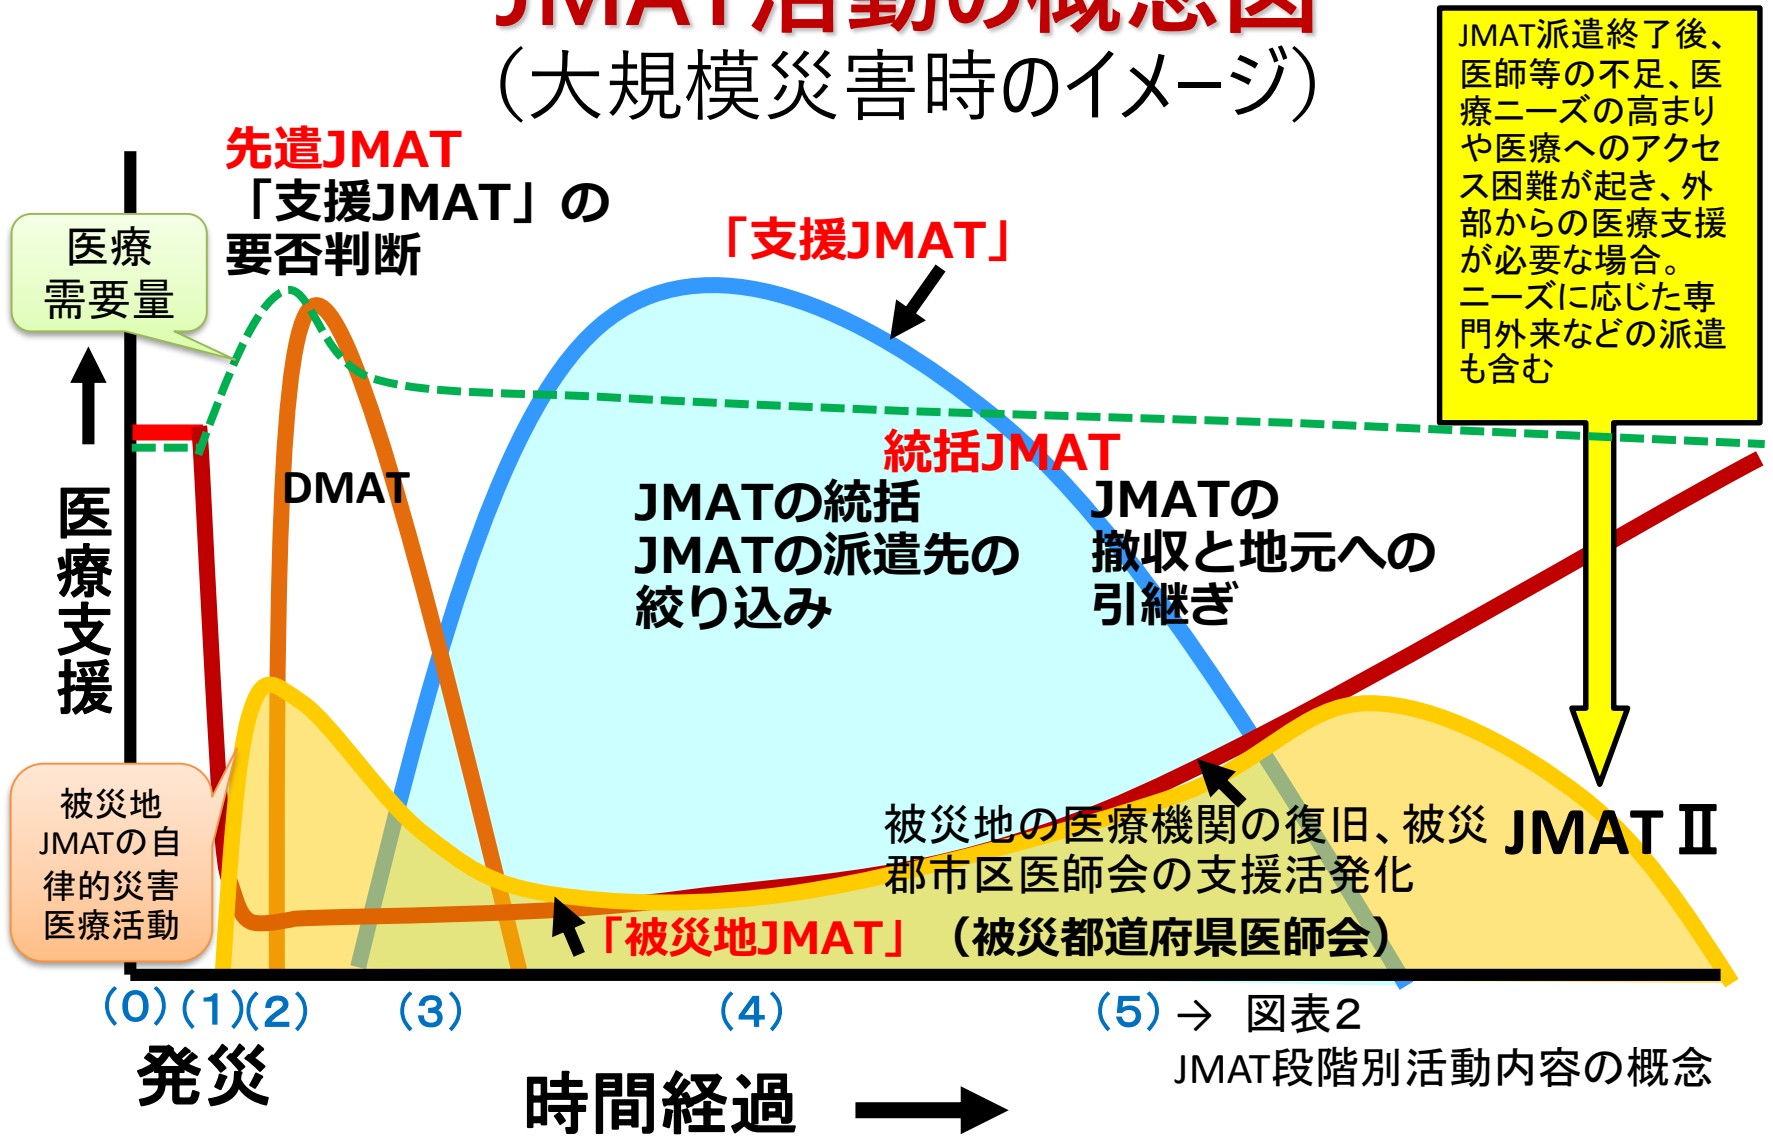 JMAT活動の概念図
（大規模災害時のイメージ）
JMAT派遣終了後、
医師等の不足、医
療ニーズの高まり
や医療へのアクセ
ス困難が起き、外
部からの医療支援
が必要な場合。
ニーズに応じた専
門外来などの派遣
も含む
先遣JMAT
「支援JMAT」の
要否判断
医療
需要量
「支援JMAT」
統括JMAT
DMAT
JMATの統括
JMATの派遣先の
絞り込み
JMATの
撤収と地元への
引継ぎ
医療支援
被災地
JMATの自
律的災害
医療活動
被災地の医療機関の復旧、被災
郡市区医師会の支援活発化
JMATⅡ
「被災地JMAT」（被災都道府県医師会）
（0）（1）（2）（3）（4）（5）→ 図表2
JMAT段階別活動内容の概念
発災
時間経過